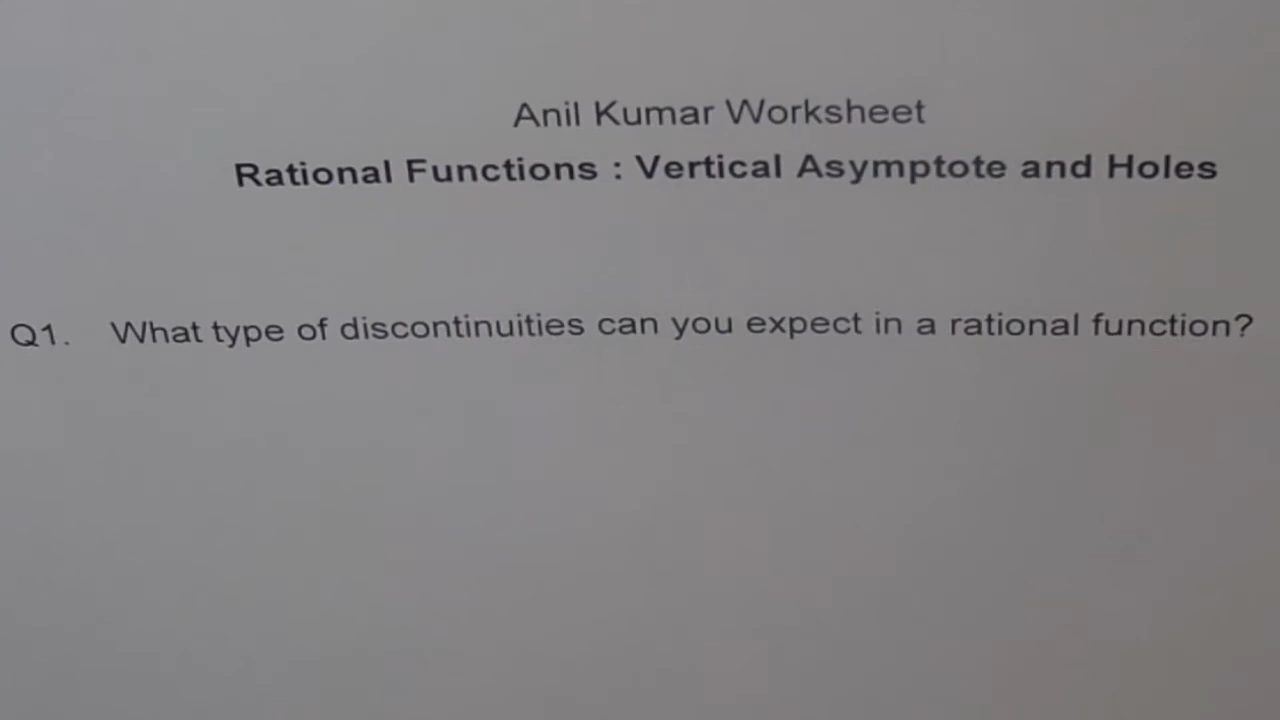 Anil Kumar Worksheet
Rational Functions : Vertical Asymptote and Holes
Q1. What type of discontinuities can you expect in a rational function?